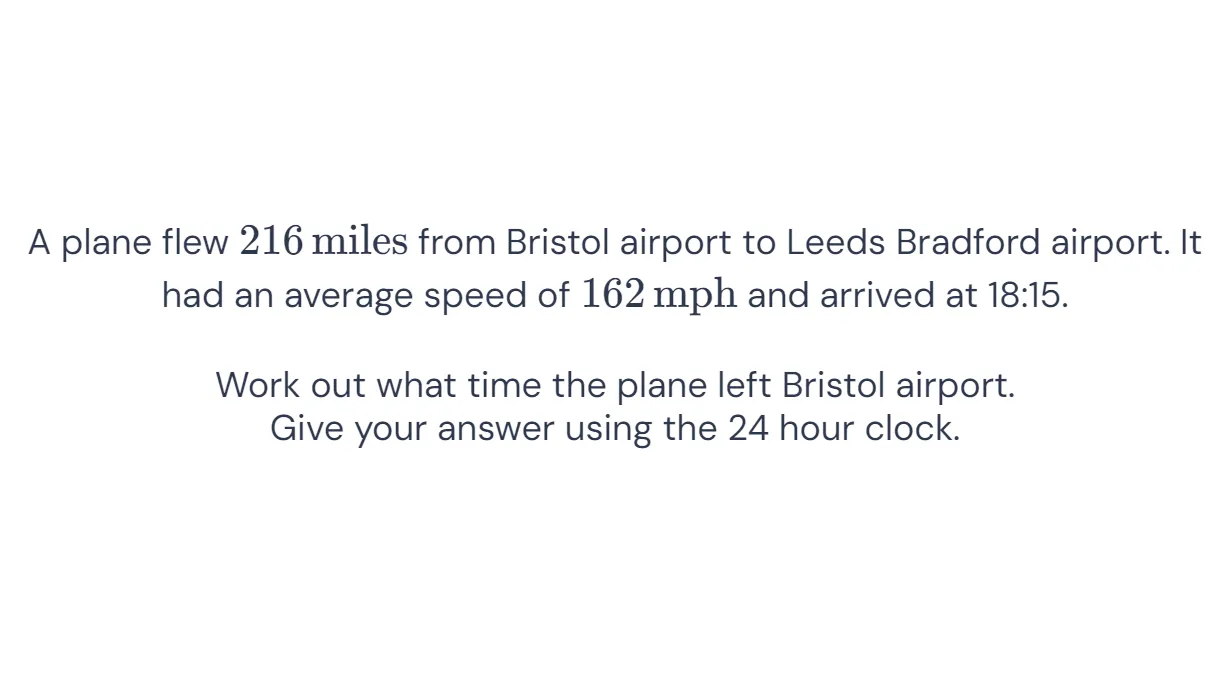 A plane flew 216 miles from Bristol airport to Leeds Bradford airport. It
had an average speed of 162 mph and arrived at 18:15.
Work out what time the plane left Bristol airport.
Give your answer using the 24 hour clock.